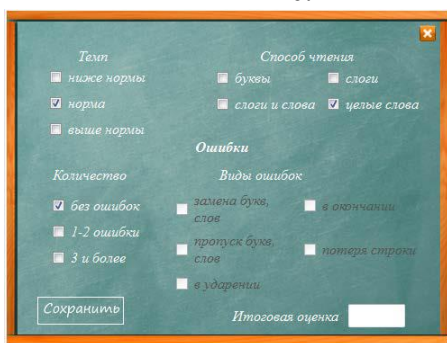 Темп
Способ чтения
ниже нормы
буквы
слоги
норма
слоги и слова
целые слова
выше нормы
Ошибки
Количество
Виды ошибок
без ошибок
замена букв,
слов
в окончании
1-2 ошибки
пропуск букв,
слов
потеря строки
3 и более
в ударении
Сохранить
Итоговая оценка